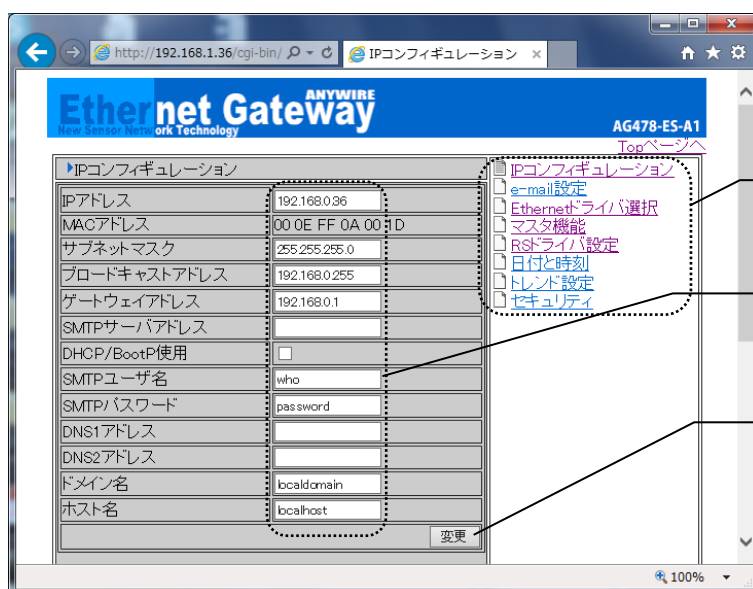 http://192.168.1.36/cgi-bin/
IPコンフィギュレーション
Ethernet Gateway
ANYWIRE
New Sensor Network Technology
AG478-ES-A1
Topページへ
IPコンフィギュレーション
IPアドレス 192.168.0.36
MACアドレス 00 0E FF 0A 00 1D
サブネットマスク 255.255.255.0
ブロードキャストアドレス 192.168.0.255
ゲートウェイアドレス 192.168.0.1
SMTPサーバアドレス
DHCP/BootP使用
SMTPユーザ名 who
SMTPパスワード password
DNS1アドレス
DNS2アドレス
ドメイン名 localdomain
ホスト名 localhost
変更
IPコンフィギュレーション
e-mail設定
Ethernetドライバ選択
マスタ機能
RSドライバ設定
日付と時刻
トレンド設定
セキュリティ
100%